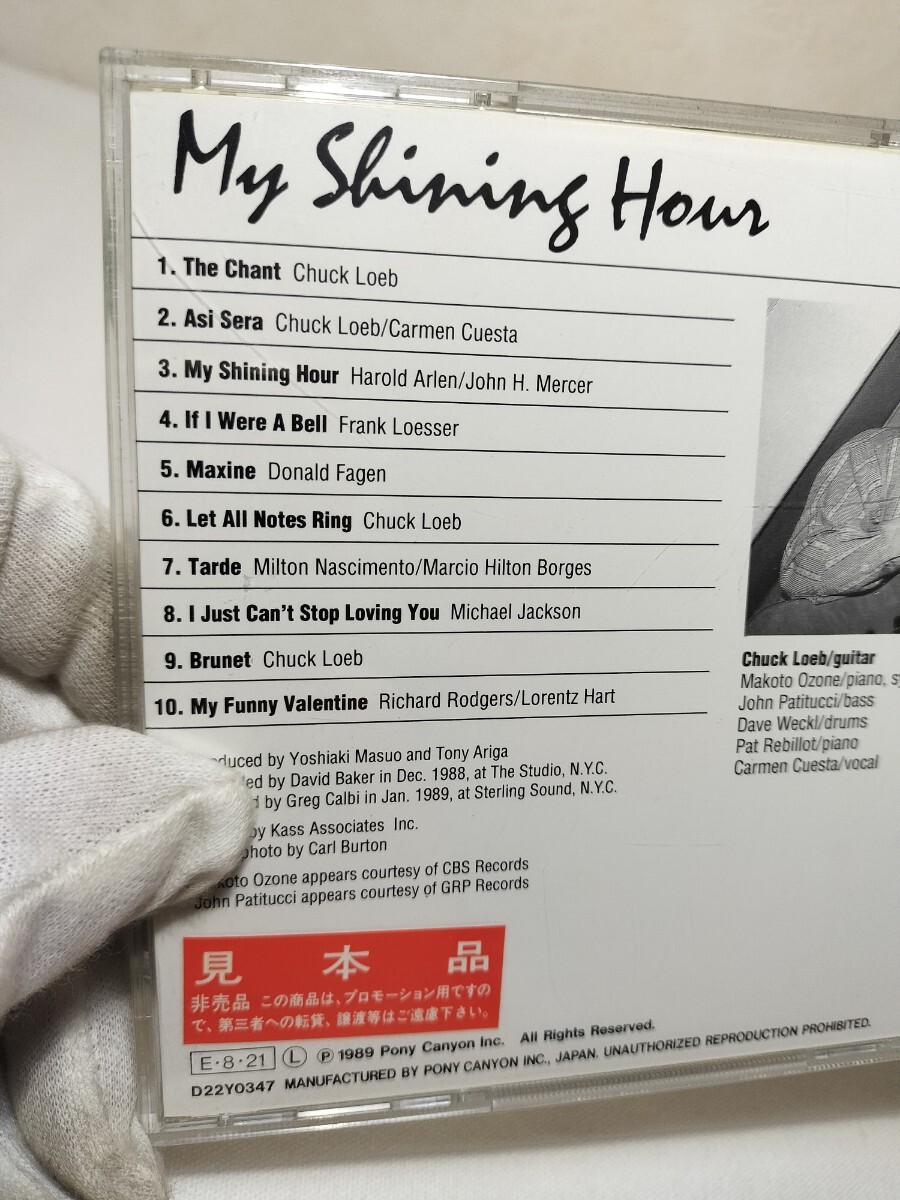 My Shining Hour
1. The Chant Chuck Loeb
2. Asi Sera Chuck Loeb/Carmen Cuesta
3. My Shining Hour Harold Arlen/John H. Mercer
4. If I Were A Bell Frank Loesser
5. Maxine Donald Fagen
6. Let All Notes Ring Chuck Loeb
7. Tarde Milton Nascimento/Marcio Hilton Borges
8. I Just Can't Stop Loving You Michael Jackson
9. Brunet Chuck Loeb
10. My Funny Valentine Richard Rodgers/Lorentz Hart
Chuck Loeb/guitar
Makoto Ozone/piano,
John Patitucci/bass
Dave Weckl/drums
Pat Rebillot/piano
Carmen Cuesta/vocal
by Yoshiaki Masuo and Tony Ariga
by David Baker in Dec. 1988, at The Studio, N.Y.C.
by Greg Calbi in Jan. 1989, at Sterling Sound, N.Y.C.
by Kass Associates Inc.
photo by Carl Burton
Ozone appears courtesy of CBS Records
John Patitucci appears courtesy of GRP Records
見本品
非売品 この商品は、プロモーション用ですの
で、第三者への転貸、譲渡等はご遠慮下さい。
E・8・21 Ⓛ ℗ 1989 Pony Canyon Inc. All Rights Reserved.
D22Y0347 MANUFACTURED BY PONY CANYON INC., JAPAN. UNAUTHORIZED REPRODUCTION PROHIBITED.